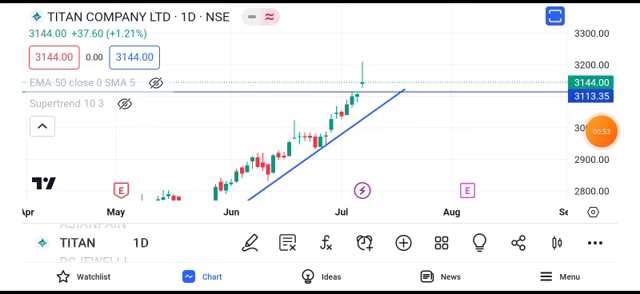 TITAN COMPANY LTD · 1D · NSE
3144.00 +37.60 (+1.21%)
3144.00 0.00 3144.00
EMA 50 close 0 SMA 5
Supertrend 10 3
3300.00
3200.00
3144.00
3113.35
00:53
2900.00
2800.00
E
E
Apr May Jun Jul Aug Se
TITAN 1D
Watchlist Chart Ideas News Menu